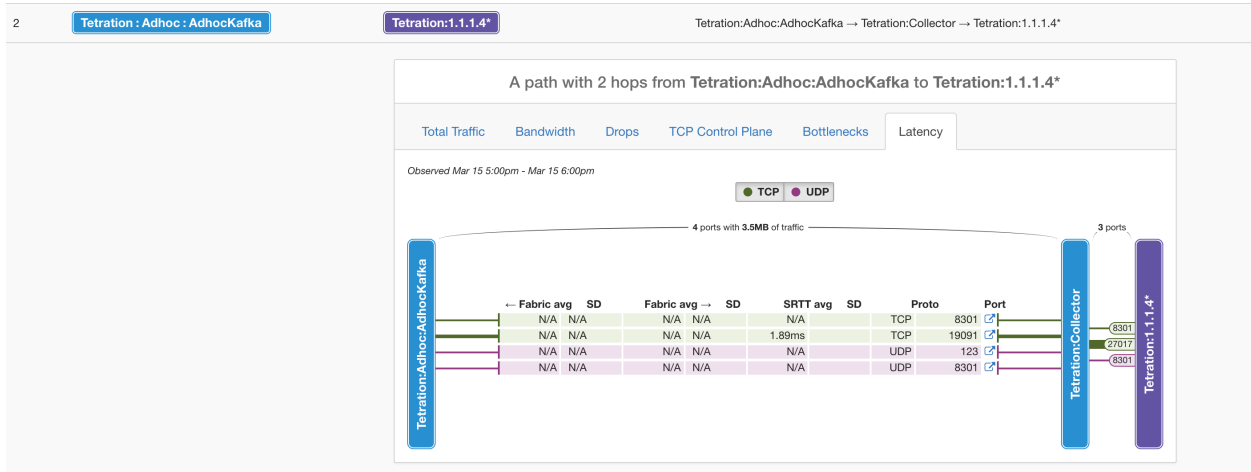 2 Tetration : Adhoc : AdhocKafka Tetration:1.1.1.4* Tetration:Adhoc:AdhocKafka → Tetration:Collector → Tetration:1.1.1.4*
A path with 2 hops from Tetration:Adhoc:AdhocKafka to Tetration:1.1.1.4*
Total Traffic Bandwidth Drops TCP Control Plane Bottlenecks Latency
Observed Mar 15 5:00pm - Mar 15 6:00pm
TCP UDP
4 ports with 3.5MB of traffic 3 ports
Tetration:Adhoc:AdhocKafka
← Fabric avg SD Fabric avg → SD SRTT avg SD Proto Port
N/A N/A N/A N/A N/A TCP 8301
N/A N/A N/A N/A 1.89ms TCP 19091
N/A N/A N/A N/A N/A UDP 123
N/A N/A N/A N/A N/A UDP 8301
Tetration:Collector
8301
27017
8301
Tetration:1.1.1.4*